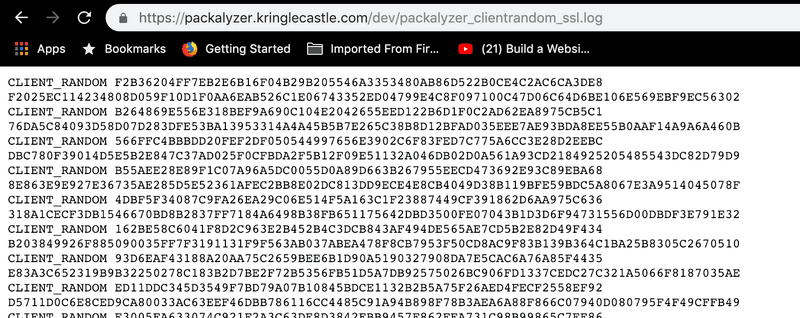 https://packalyzer.kringlecastle.com/dev/packalyzer_clientrandom_ssl.log
Apps Bookmarks Getting Started Imported From Fir... (21) Build a Websi...
CLIENT_RANDOM F2B36204FF7EB2E6B16F04B29B205546A3353480AB86D522B0CE4C2AC6CA3DE8
F2025EC114234808D059F10D1F0AA6EAB526C1E06743352ED04799E4C8F097100C47D06C64D6BE106E569EBF9EC56302
CLIENT_RANDOM B264869E556E318BEF9A690C104E2042655EED122B6D1F0C2AD62EA8975CB5C1
76DA5C84093D58D07D283DFE53BA13953314A4A45B5B7E265C38B8D12BFAD035EEE7AE93BDA8EE55B0AAF14A9A6A460B
CLIENT_RANDOM 566FFC4BBBDD20FEF2DF050544997656E3902C6F83FED7C775A6CC3E28D2EEBC
DBC780F39014D5E5B2E847C37AD025F0CFBDA2F5B12F09E51132A046DB02D0A561A93CD2184925205485543DC82D79D9
CLIENT_RANDOM B55AEE28E89F1C07A96A5DC0055D0A89D663B267955EECD473692E93C89EBA68
8E863E9E927E36735AE285D5E52361AFEC2BB8E02DC813DD9ECE4E8CB4049D38B119BFE59BDC5A8067E3A9514045078F
CLIENT_RANDOM 4DBF5F34087C9FA26EA29C06E514F5A163C1F23887449CF391862D6AA975C636
318A1CECF3DB1546670BD8B2837FF7184A6498B38FB651175642DBD3500FE07043B1D3D6F94731556D00DBDF3E791E32
CLIENT_RANDOM 162BE58C6041F8D2C963E2B452B4C3DCB843AF494DE565AE7CD5B2E82D49F434
B203849926F885090035FF7F3191131F9F563AB037ABEA478F8CB7953F50CD8AC9F83B139B364C1BA25B8305C2670510
CLIENT_RANDOM 93D6EAF43188A20AA75C2659BEE6B1D90A5190327908DA7E5CAC6A76A85F4435
E83A3C652319B9B32250278C183B2D7BE2F72B5356FB51D5A7DB92575026BC906FD1337CEDC27C321A5066F8187035AE
CLIENT_RANDOM ED11DDC345D3549F7BD79A07B10845BDCE1132B2B5A75F26AED4FECF2558EF92
D5711D0C6E8CED9CA80033AC63EEF46DBB786116CC4485C91A94B898F78B3AEA6A88F866C07940D080795F4F49CFFB49